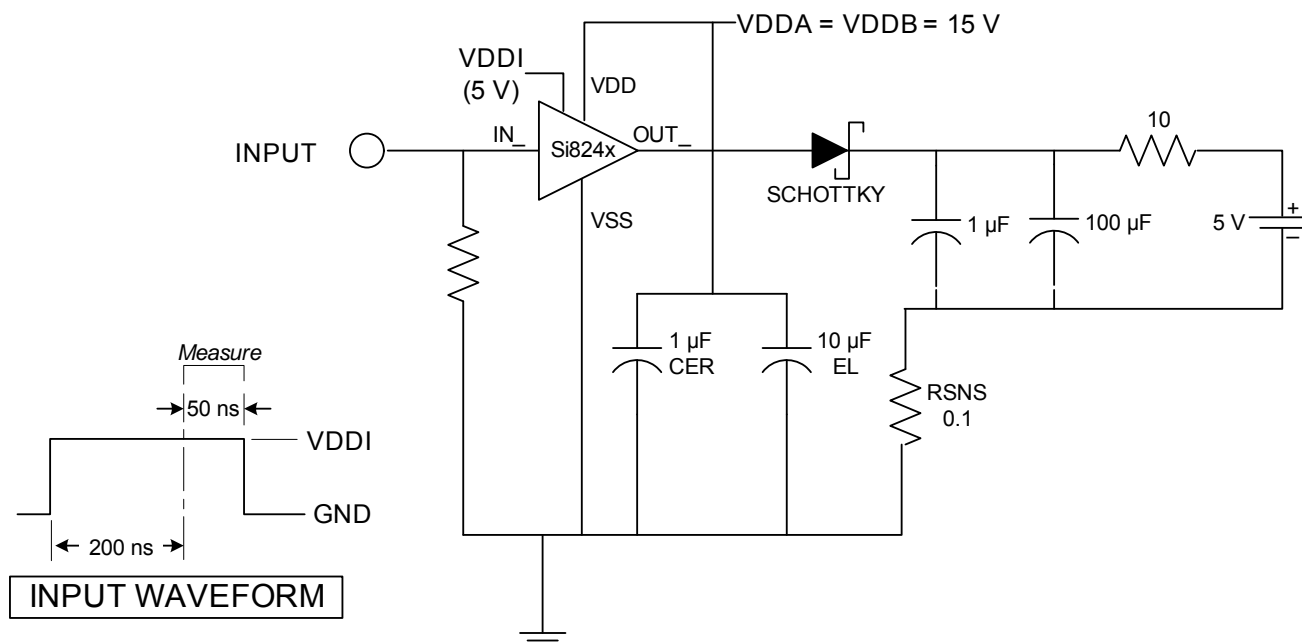 VDDA = VDDB = 15 V
VDDI
(5 V)
VDD
10
INPUT
IN_
Si824x
OUT_
SCHOTTKY
VSS
1 µF
100 µF
5 V
+
–
1 µF
CER
10 µF
EL
RSNS
0.1
Measure
50 ns
VDDI
GND
200 ns
INPUT WAVEFORM